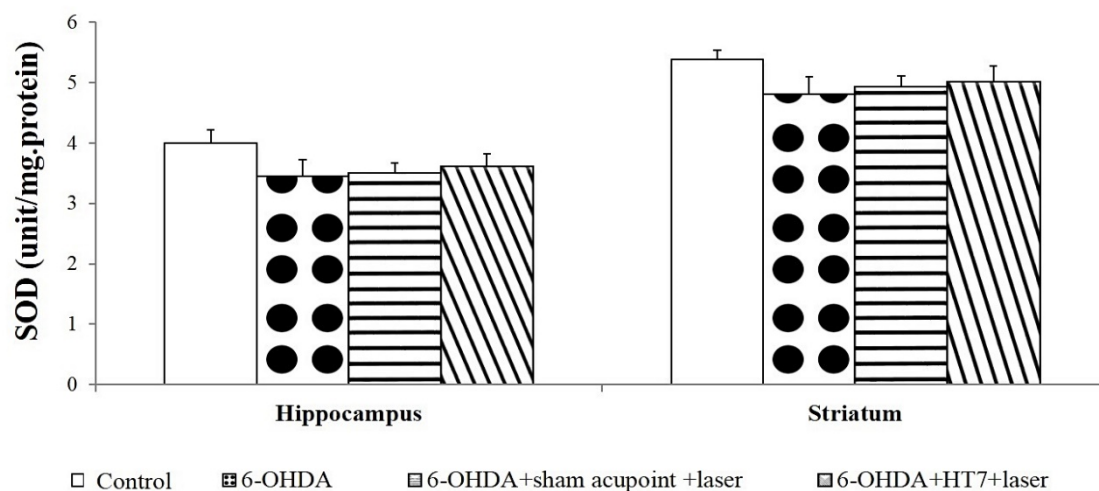 SOD (unit/mg.protein)
6
5
4
3
2
1
0
Hippocampus Striatum
Control 6-OHDA 6-OHDA+sham acupoint +laser 6-OHDA+HT7+laser